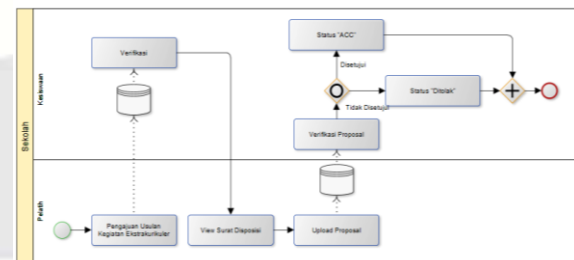 Sekolah
Kesiswaan
Pelatih
Verifikasi
Status "ACC"
Disetujui
Status "Ditolak"
Tidak Disetujui
Verifikasi Proposal
Pengajuan Usulan
Kegiatan Ekstrakurikuler
View Surat Disposisi
Upload Proposal